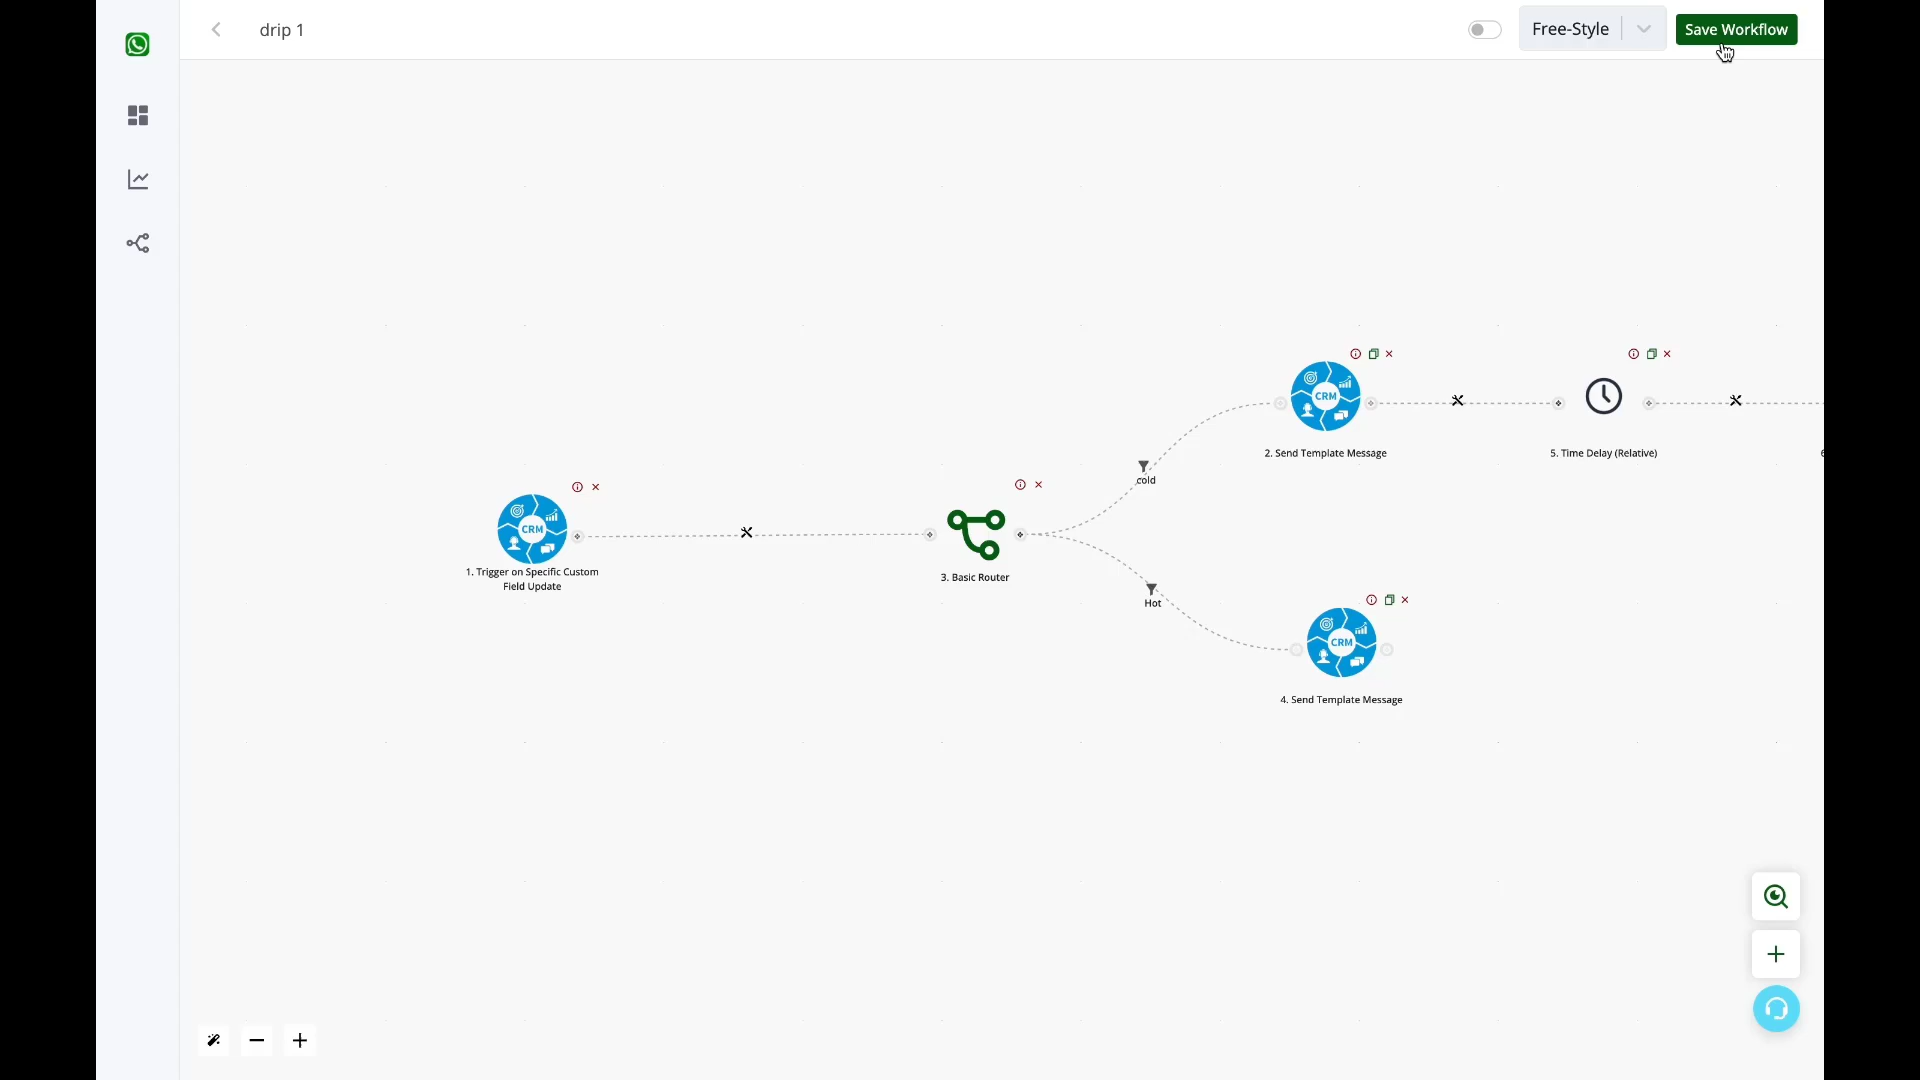 drip 1
Free-Style
Save Workflow
CRM
2. Send Template Message
5. Time Delay (Relative)
cold
CRM
1. Trigger on Specific Custom
Field Update
3. Basic Router
Hot
CRM
4. Send Template Message